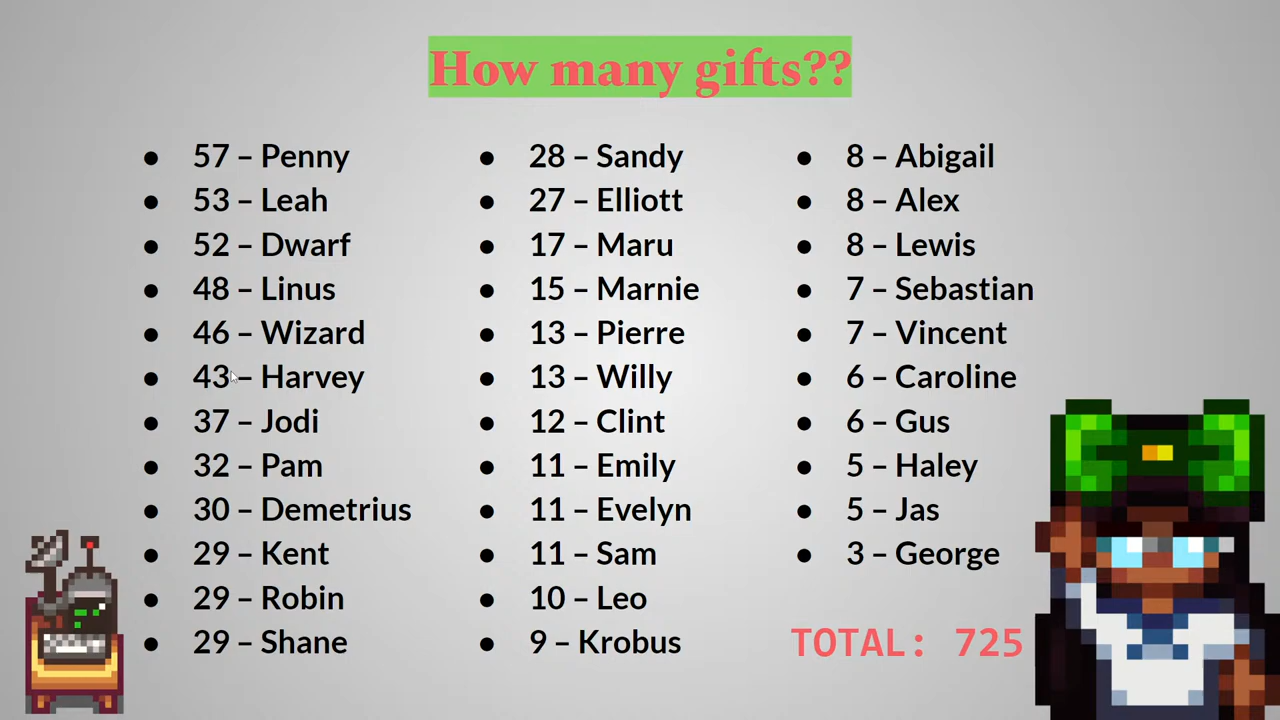 How many gifts??
57 – Penny
53 – Leah
52 – Dwarf
48 – Linus
46 – Wizard
43 – Harvey
37 – Jodi
32 – Pam
30 – Demetrius
29 – Kent
29 – Robin
29 – Shane
28 – Sandy
27 – Elliott
17 – Maru
15 – Marnie
13 – Pierre
13 – Willy
12 – Clint
11 – Emily
11 – Evelyn
11 – Sam
10 – Leo
9 – Krobus
8 – Abigail
8 – Alex
8 – Lewis
7 – Sebastian
7 – Vincent
6 – Caroline
6 – Gus
5 – Haley
5 – Jas
3 – George
TOTAL: 725